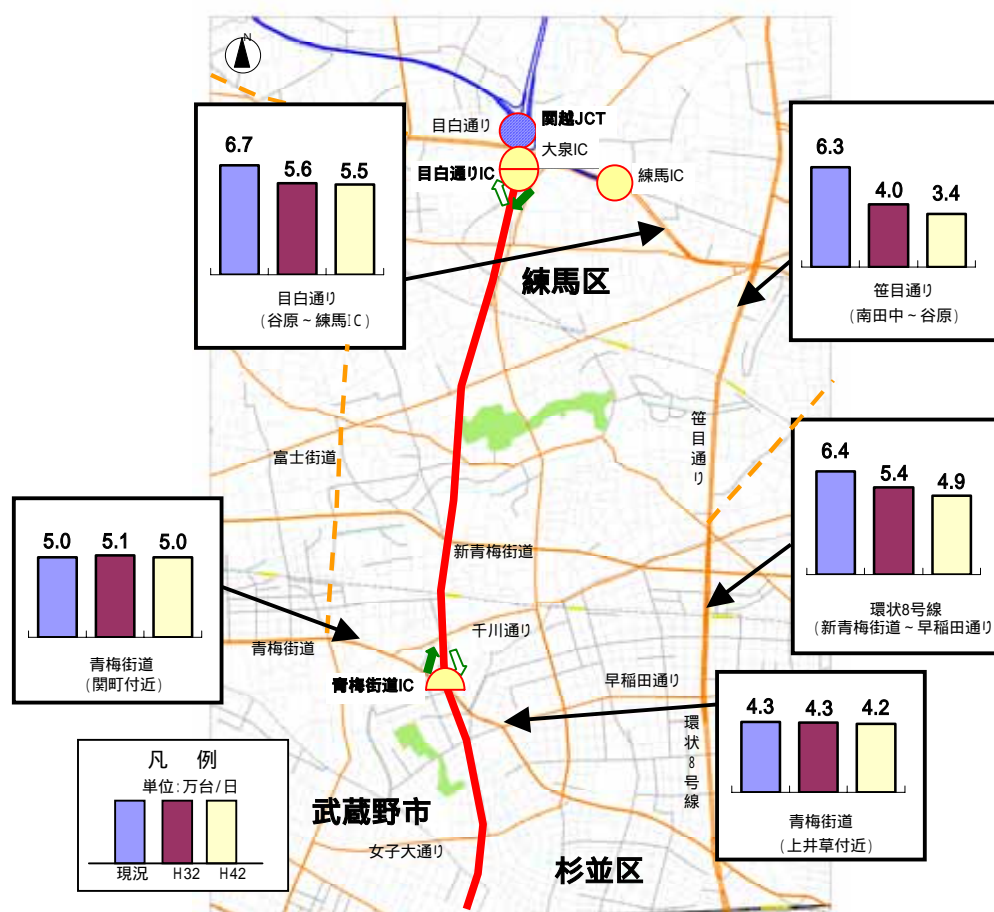 N
目白通り
関越JCT
大泉IC
目白通りIC
練馬IC
6.7
5.6
5.5
目白通り
(谷原~練馬IC)
6.3
4.0
3.4
笹目通り
(南田中~谷原)
練馬区
笹目通り
富士街道
6.4
5.4
4.9
環状8号線
(新青梅街道~早稲田通り
5.0
5.1
5.0
青梅街道
(関町付近)
新青梅街道
千川通り
青梅街道
青梅街道IC
早稲田通り
環状8号線
4.3
4.3
4.2
青梅街道
(上井草付近)
凡 例
単位:万台/日
現況
H32
H42
武蔵野市
女子大通り
杉並区